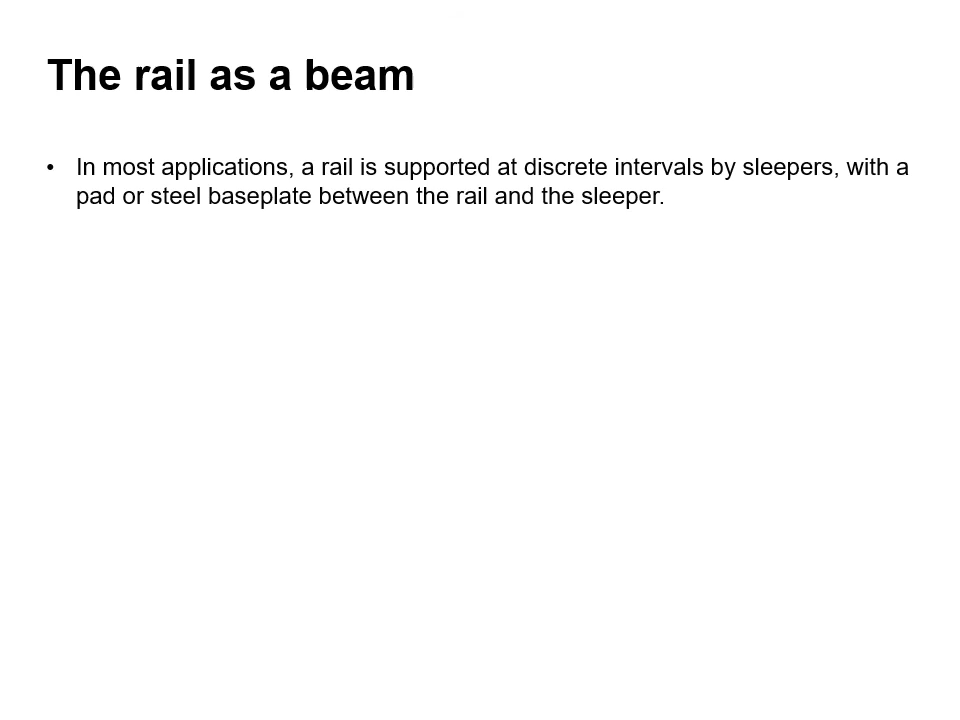 The rail as a beam
• In most applications, a rail is supported at discrete intervals by sleepers, with a
pad or steel baseplate between the rail and the sleeper.